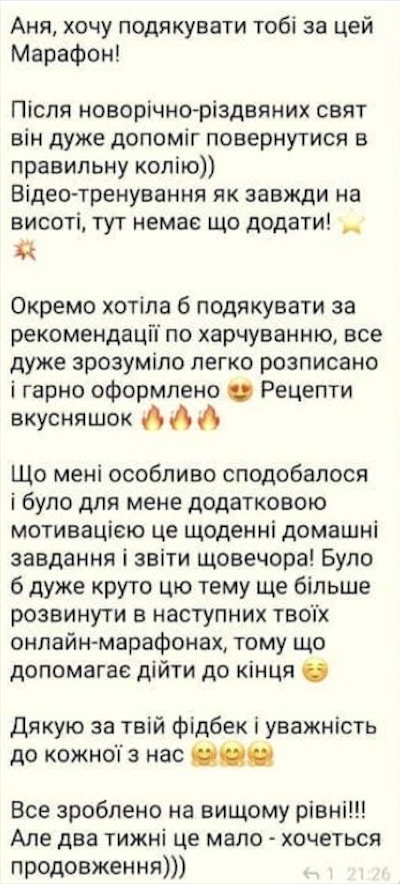 Аня, хочу подякувати тобі за цей
Марафон!
Після новорічно-різдвяних свят
він дуже допоміг повернутися в
правильну колію))
Відео-тренування як завжди на
висоті, тут немає що додати! ⭐
💥
Окремо хотіла б подякувати за
рекомендації по харчуванню, все
дуже зрозуміло легко розписано
і гарно оформлено 😍 Рецепти
вкусняшок 🔥🔥🔥
Що мені особливо сподобалося
і було для мене додатковою
мотивацією це щоденні домашні
завдання і звіти щовечора! Було
б дуже круто цю тему ще більше
розвинути в наступних твоїх
онлайн-марафонах, тому що
допомагає дійти до кінця ☺️
Дякую за твій фідбек і уважність
до кожної з нас 🤗🤗🤗
Все зроблено на вищому рівні!!!
Але два тижні це мало - хочеться
продовження)))
1 21:26